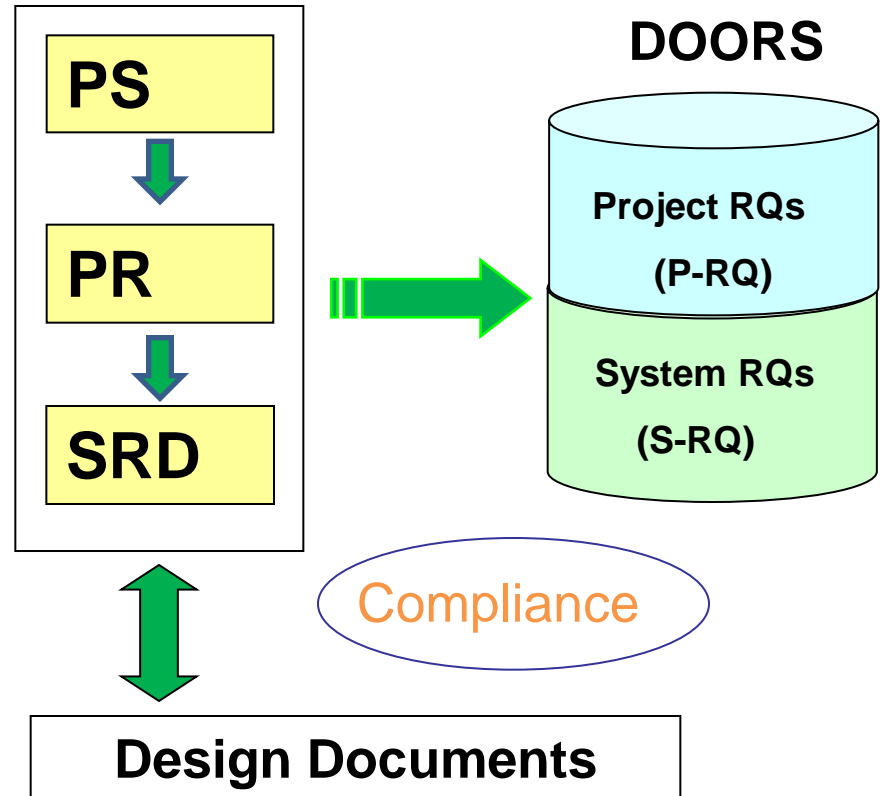 PS
PR
SRD
DOORS
Project RQs
(P-RQ)
System RQs
(S-RQ)
Compliance
Design Documents